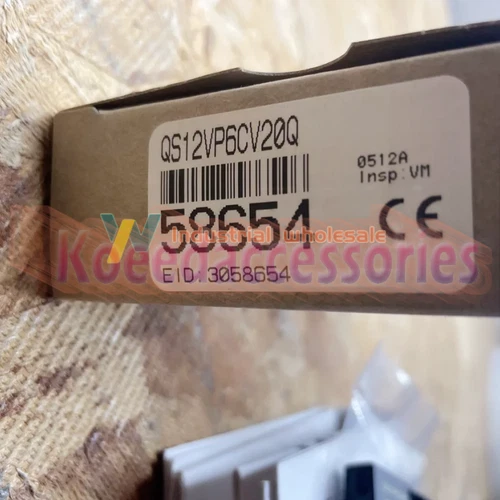 QS12VP6CV20Q
0512A
Insp:VM
58654
CE
Industrial wholesale
Koeedaccessories
EID: 3058654